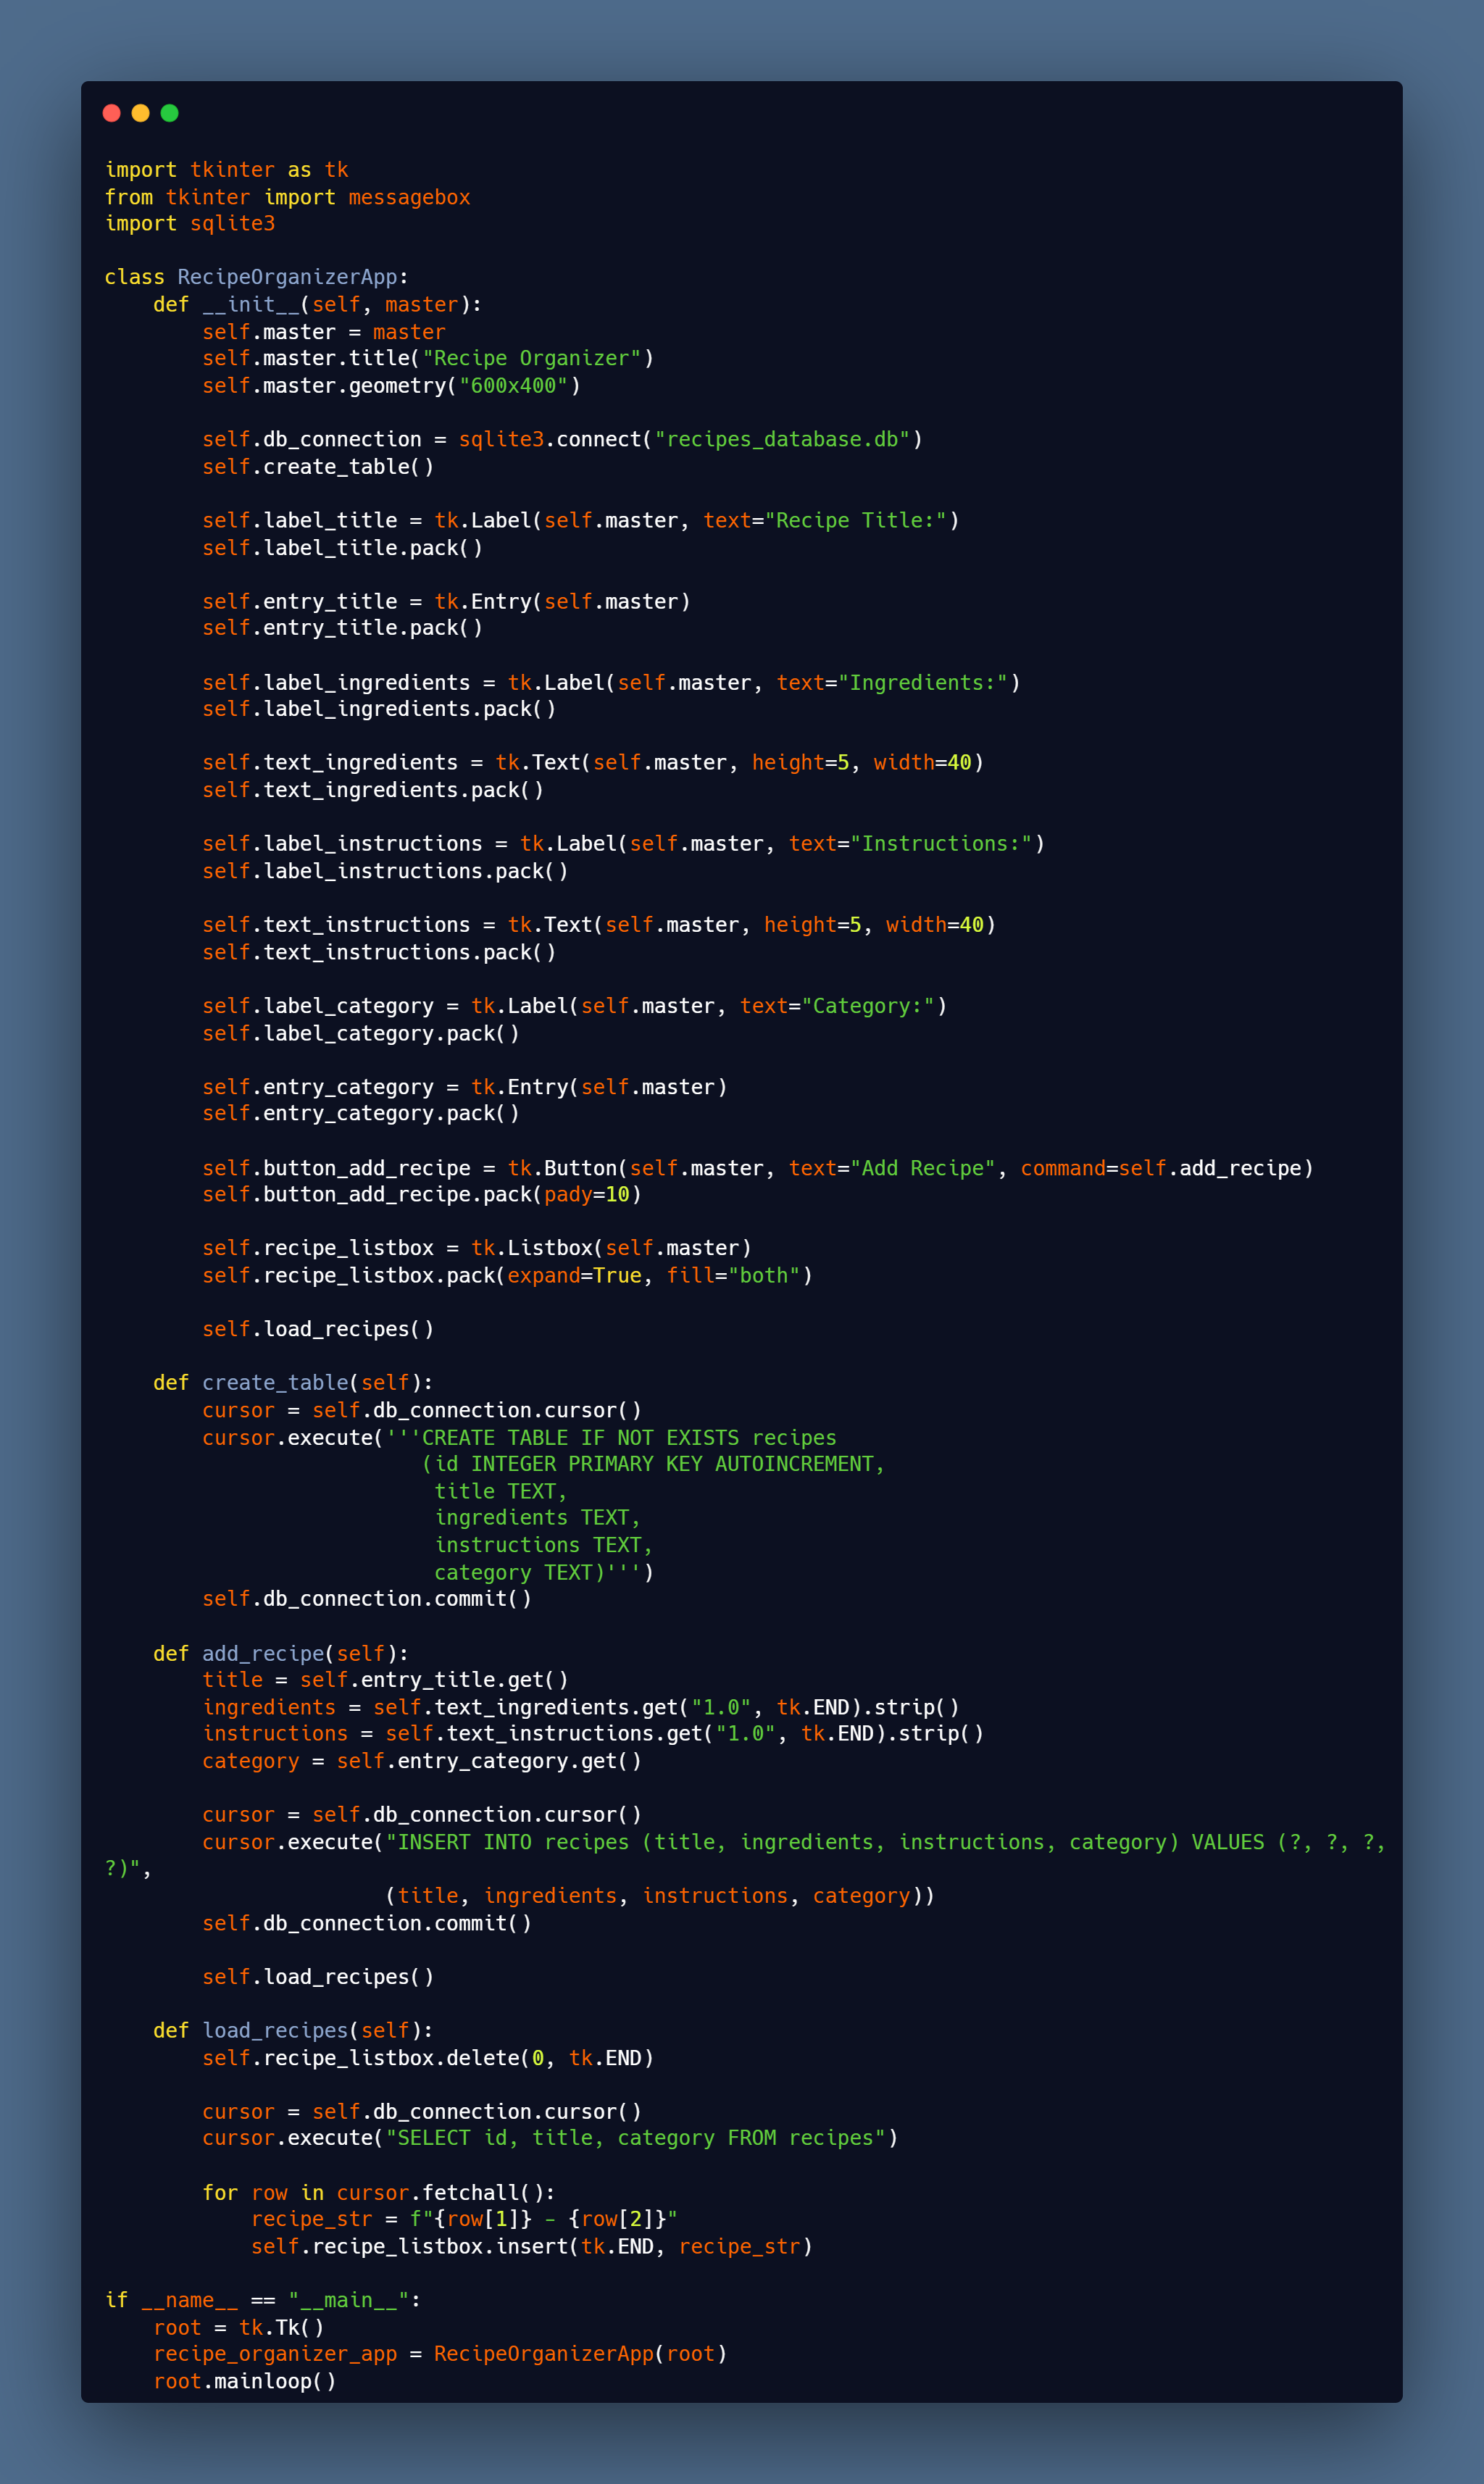 import tkinter as tk
from tkinter import messagebox
import sqlite3

class RecipeOrganizerApp:
    def __init__(self, master):
        self.master = master
        self.master.title("Recipe Organizer")
        self.master.geometry("600x400")

        self.db_connection = sqlite3.connect("recipes_database.db")
        self.create_table()

        self.label_title = tk.Label(self.master, text="Recipe Title:")
        self.label_title.pack()

        self.entry_title = tk.Entry(self.master)
        self.entry_title.pack()

        self.label_ingredients = tk.Label(self.master, text="Ingredients:")
        self.label_ingredients.pack()

        self.text_ingredients = tk.Text(self.master, height=5, width=40)
        self.text_ingredients.pack()

        self.label_instructions = tk.Label(self.master, text="Instructions:")
        self.label_instructions.pack()

        self.text_instructions = tk.Text(self.master, height=5, width=40)
        self.text_instructions.pack()

        self.label_category = tk.Label(self.master, text="Category:")
        self.label_category.pack()

        self.entry_category = tk.Entry(self.master)
        self.entry_category.pack()

        self.button_add_recipe = tk.Button(self.master, text="Add Recipe", command=self.add_recipe)
        self.button_add_recipe.pack(pady=10)

        self.recipe_listbox = tk.Listbox(self.master)
        self.recipe_listbox.pack(expand=True, fill="both")

        self.load_recipes()

    def create_table(self):
        cursor = self.db_connection.cursor()
        cursor.execute('''CREATE TABLE IF NOT EXISTS recipes
                          (id INTEGER PRIMARY KEY AUTOINCREMENT,
                           title TEXT,
                           ingredients TEXT,
                           instructions TEXT,
                           category TEXT)''')
        self.db_connection.commit()

    def add_recipe(self):
        title = self.entry_title.get()
        ingredients = self.text_ingredients.get("1.0", tk.END).strip()
        instructions = self.text_instructions.get("1.0", tk.END).strip()
        category = self.entry_category.get()

        cursor = self.db_connection.cursor()
        cursor.execute("INSERT INTO recipes (title, ingredients, instructions, category) VALUES (?, ?, ?,
?)",
                       (title, ingredients, instructions, category))
        self.db_connection.commit()

        self.load_recipes()

    def load_recipes(self):
        self.recipe_listbox.delete(0, tk.END)

        cursor = self.db_connection.cursor()
        cursor.execute("SELECT id, title, category FROM recipes")

        for row in cursor.fetchall():
            recipe_str = f"{row[1]} - {row[2]}"
            self.recipe_listbox.insert(tk.END, recipe_str)

if __name__ == "__main__":
    root = tk.Tk()
    recipe_organizer_app = RecipeOrganizerApp(root)
    root.mainloop()